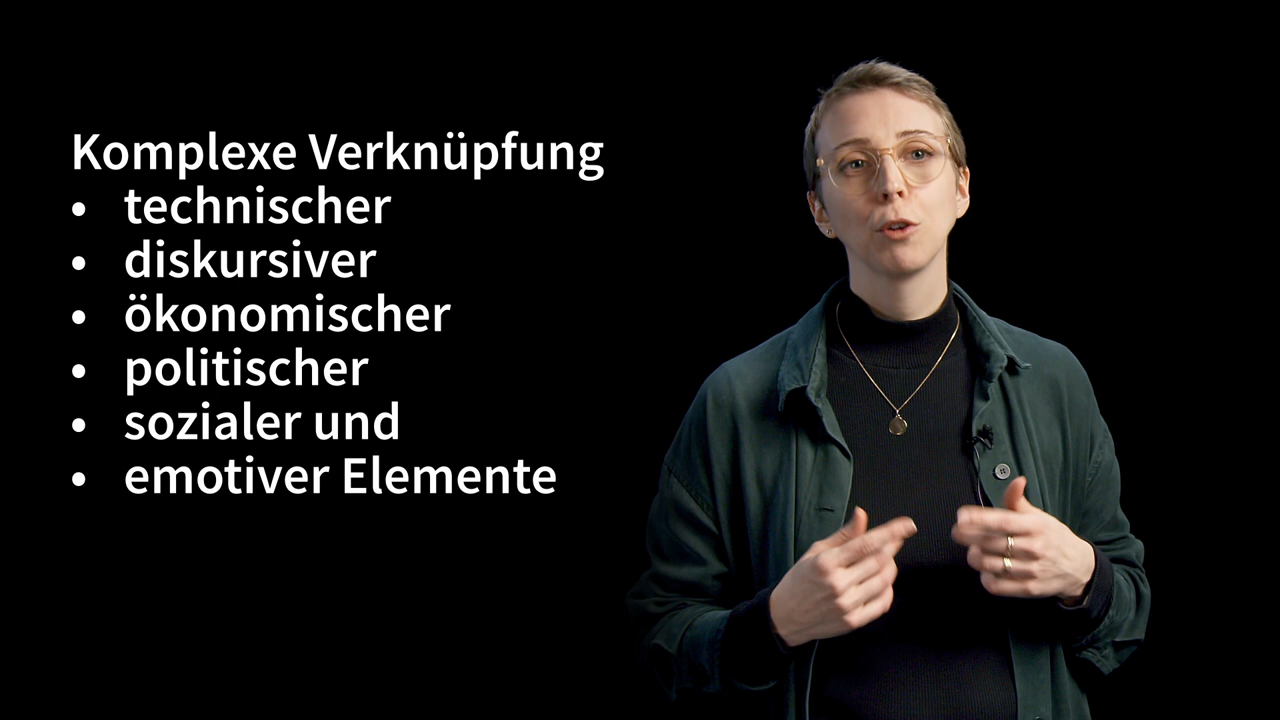 Komplexe Verknüpfung
• technischer
• diskursiver
• ökonomischer
• politischer
• sozialer und
• emotiver Elemente